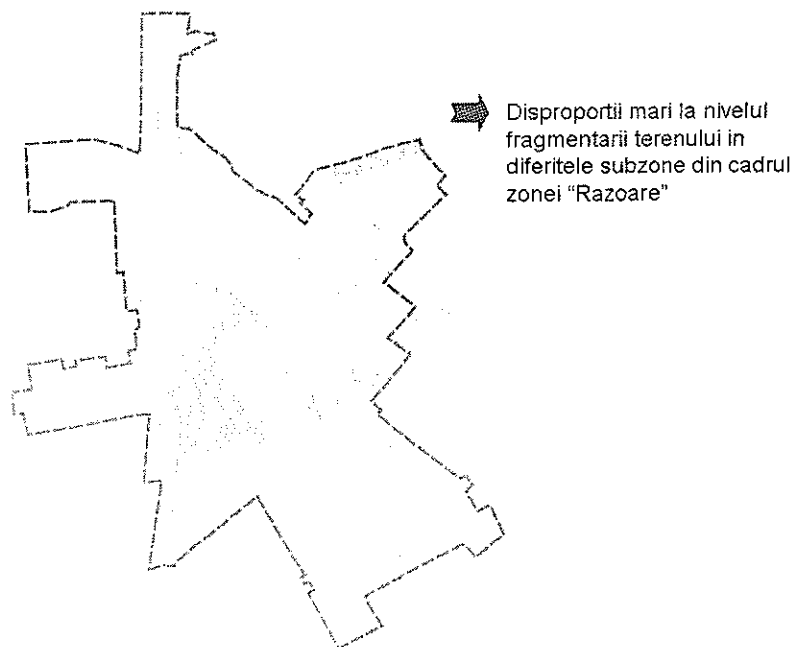 Disproportii mari la nivelul
fragmentarii terenului in
diferitele subzone din cadrul
zonei “Razoare”